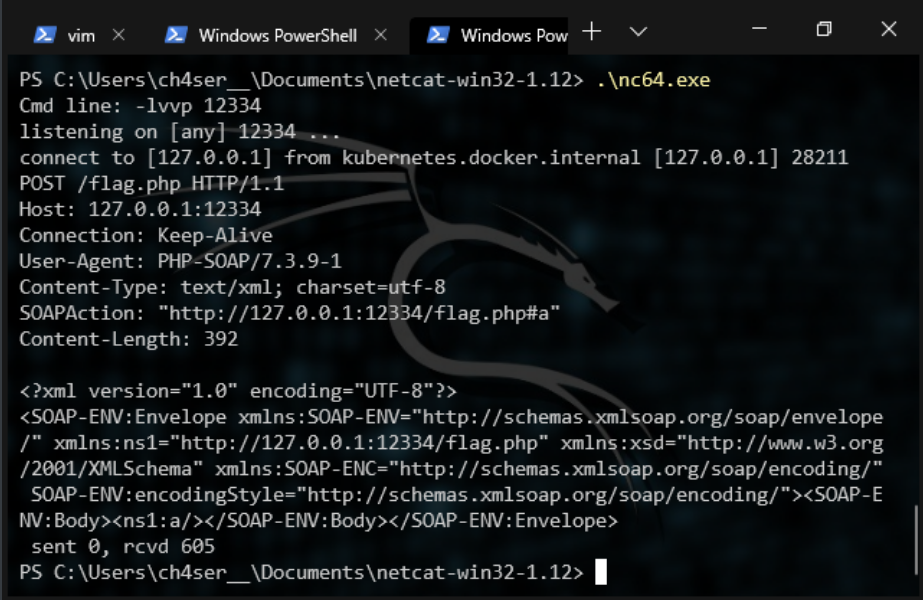 vim
Windows PowerShell
Windows Pow
PS C:\Users\ch4ser__\Documents\netcat-win32-1.12> .\nc64.exe
Cmd line: -lvvp 12334
listening on [any] 12334 ...
connect to [127.0.0.1] from kubernetes.docker.internal [127.0.0.1] 28211
POST /flag.php HTTP/1.1
Host: 127.0.0.1:12334
Connection: Keep-Alive
User-Agent: PHP-SOAP/7.3.9-1
Content-Type: text/xml; charset=utf-8
SOAPAction: "http://127.0.0.1:12334/flag.php#a"
Content-Length: 392

<?xml version="1.0" encoding="UTF-8"?>
<SOAP-ENV:Envelope xmlns:SOAP-ENV="http://schemas.xmlsoap.org/soap/envelope
/" xmlns:ns1="http://127.0.0.1:12334/flag.php" xmlns:xsd="http://www.w3.org
/2001/XMLSchema" xmlns:SOAP-ENC="http://schemas.xmlsoap.org/soap/encoding/"
 SOAP-ENV:encodingStyle="http://schemas.xmlsoap.org/soap/encoding/"><SOAP-E
NV:Body><ns1:a/></SOAP-ENV:Body></SOAP-ENV:Envelope>
 sent 0, rcvd 605
PS C:\Users\ch4ser__\Documents\netcat-win32-1.12>